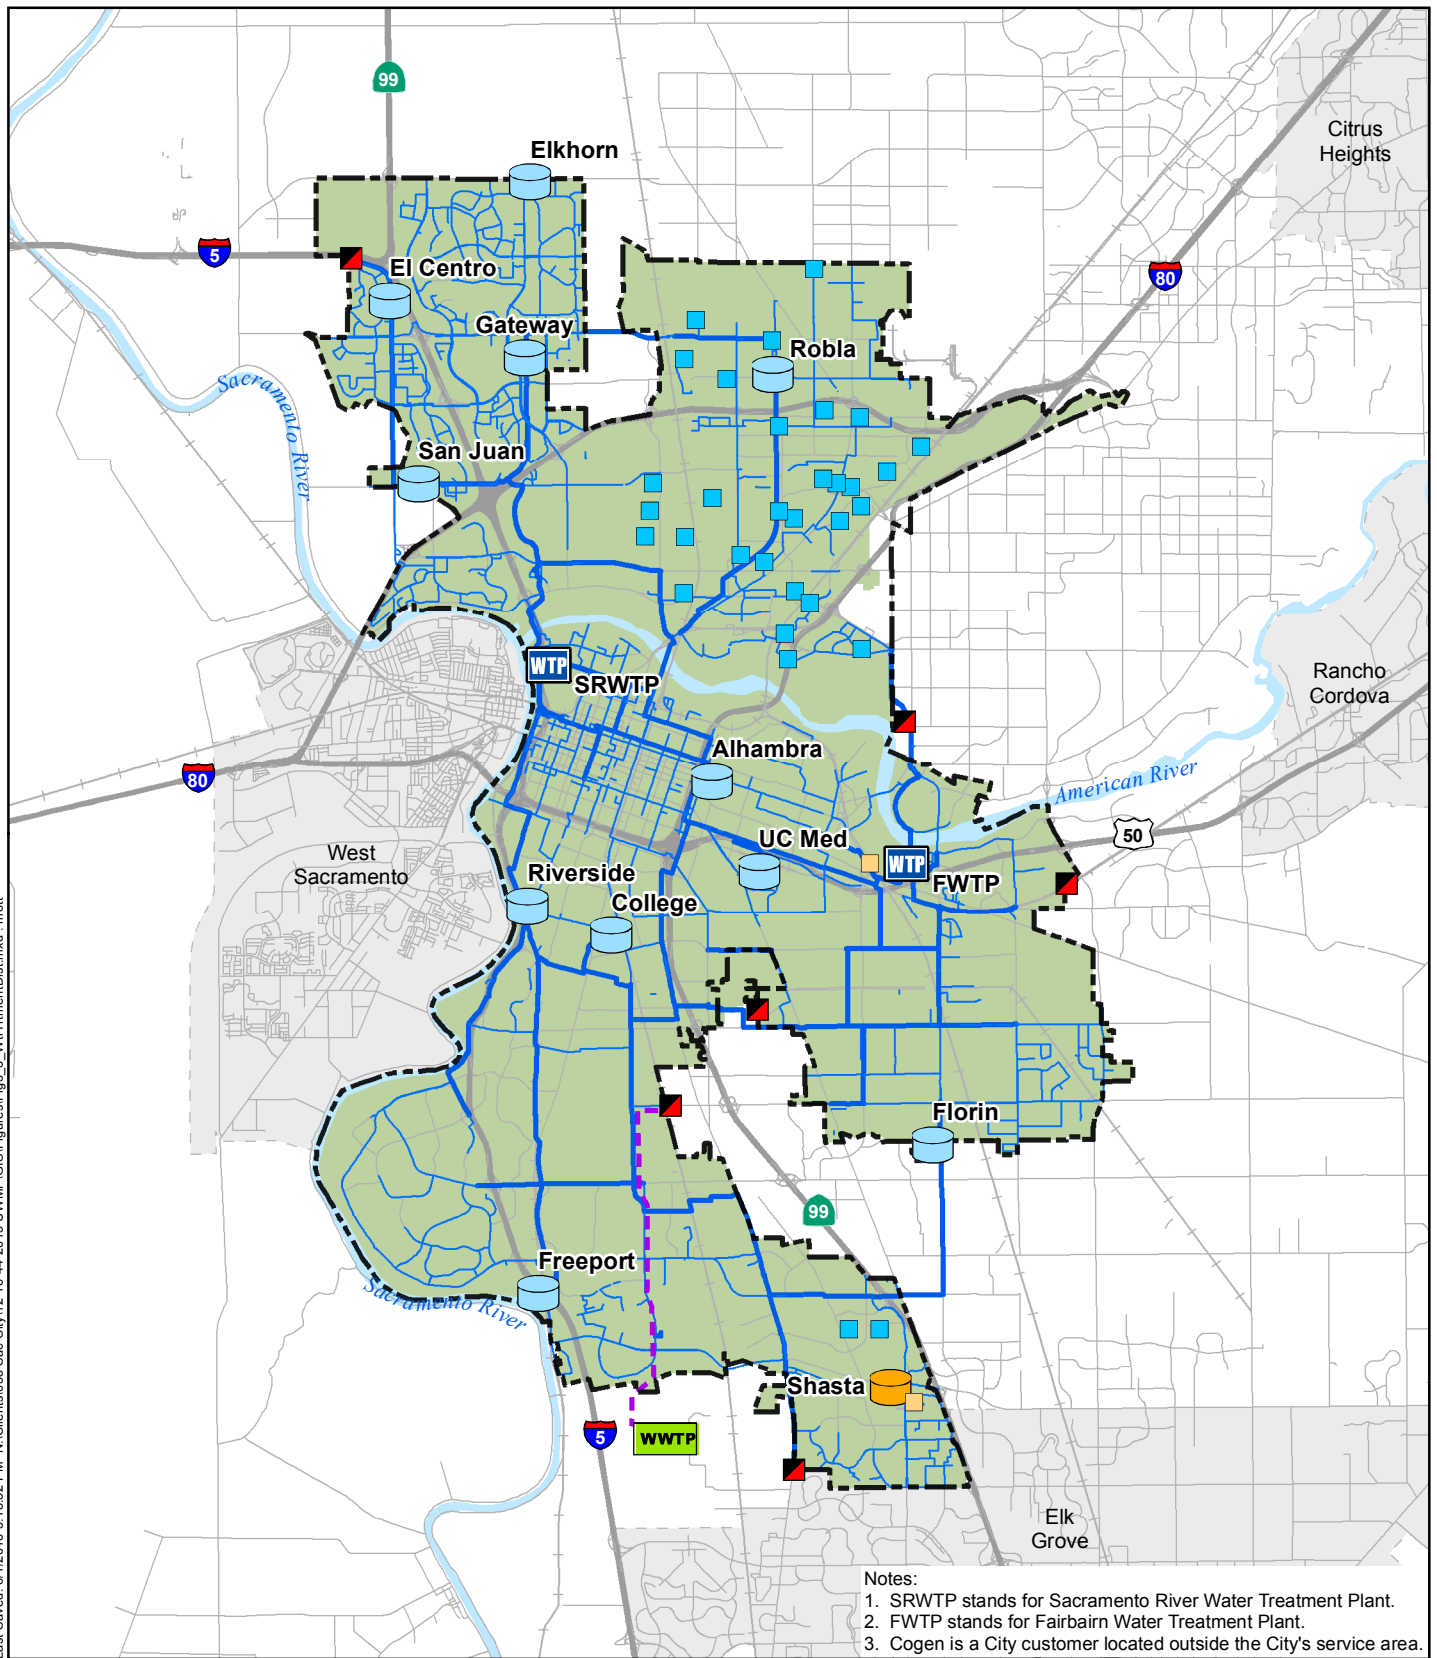 99
Elkhorn
Citrus
Heights
5
El Centro
80
Gateway
Robla
Sacramento River
San Juan
WTP
SRWTP
Rancho
Cordova
Alhambra
80
American River
50
UC Med
West
Sacramento
WTP
FWTP
Riverside
College
Florin
99
Freeport
Sacramento River
Shasta
5
WWTP
Elk
Grove
Notes:
1. SRWTP stands for Sacramento River Water Treatment Plant.
2. FWTP stands for Fairbairn Water Treatment Plant.
3. Cogen is a City customer located outside the City's service area.